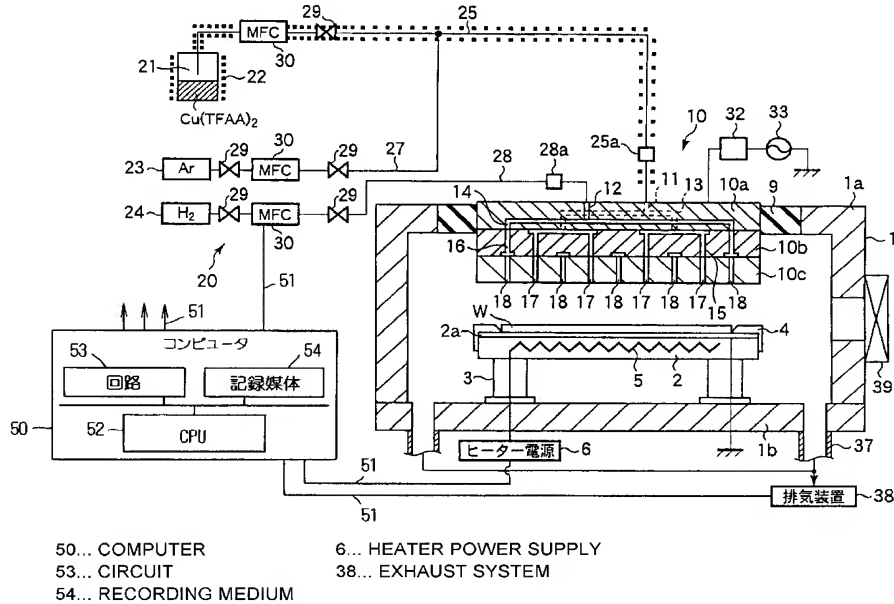 29
25
MFC
30
21
22
Cu(TFAA)2
10
32
33
25a
23
Ar
29
30
MFC
29
27
28
28a
24
H2
29
MFC
30
29
20
14
12
11
13
10a
9
1a
1
16
10b
10c
18 17 18 17 18 17 18 17 18
15
51
51
W
2a
4
3
5
2
39
コンピュータ
53
54
回路
記録媒体
50
52
CPU
ヒーター電源
6
1b
37
51
51
排気装置
38
50... COMPUTER
6... HEATER POWER SUPPLY
53... CIRCUIT
38... EXHAUST SYSTEM
54... RECORDING MEDIUM